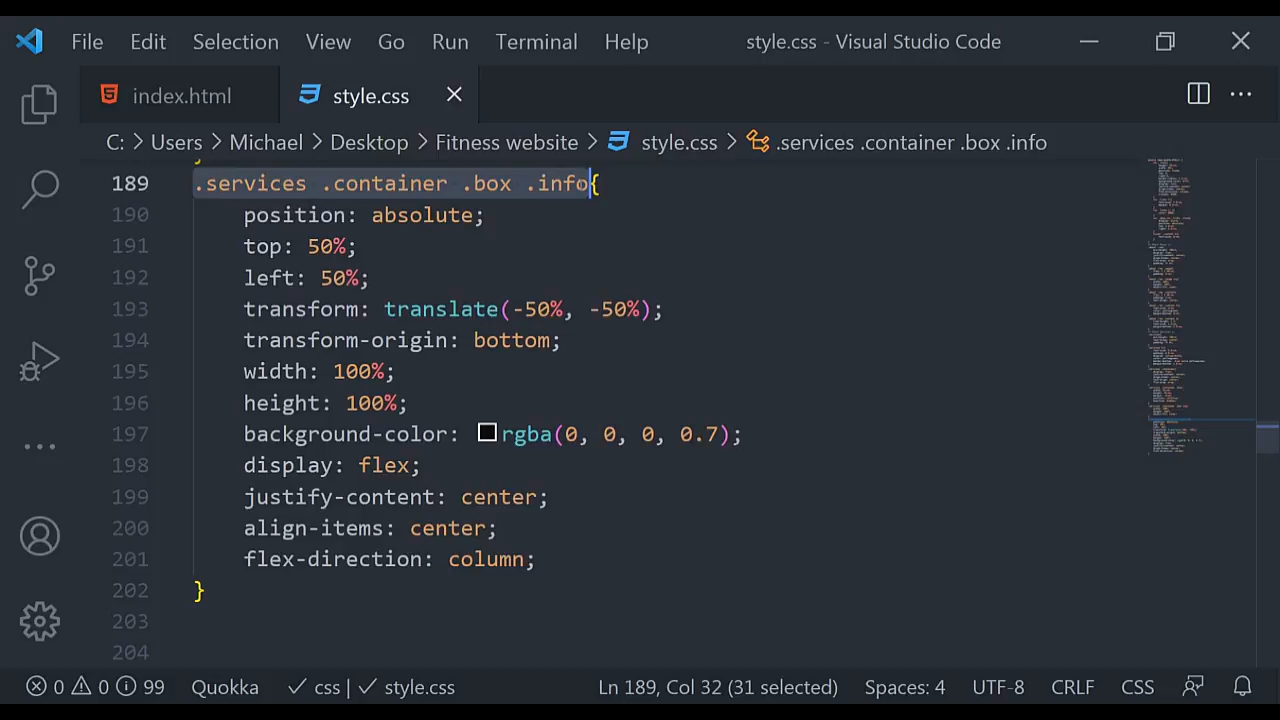 File Edit Selection View Go Run Terminal Help style.css - Visual Studio Code
index.html style.css
C: > Users > Michael > Desktop > Fitness website > style.css > .services .container .box .info
189 .services .container .box .info{
190 position: absolute;
191 top: 50%;
192 left: 50%;
193 transform: translate(-50%, -50%);
194 transform-origin: bottom;
195 width: 100%;
196 height: 100%;
197 background-color: rgba(0, 0, 0, 0.7);
198 display: flex;
199 justify-content: center;
200 align-items: center;
201 flex-direction: column;
202 }
203
204
0 0 99 Quokka ✓ css | ✓ style.css Ln 189, Col 32 (31 selected) Spaces: 4 UTF-8 CRLF CSS